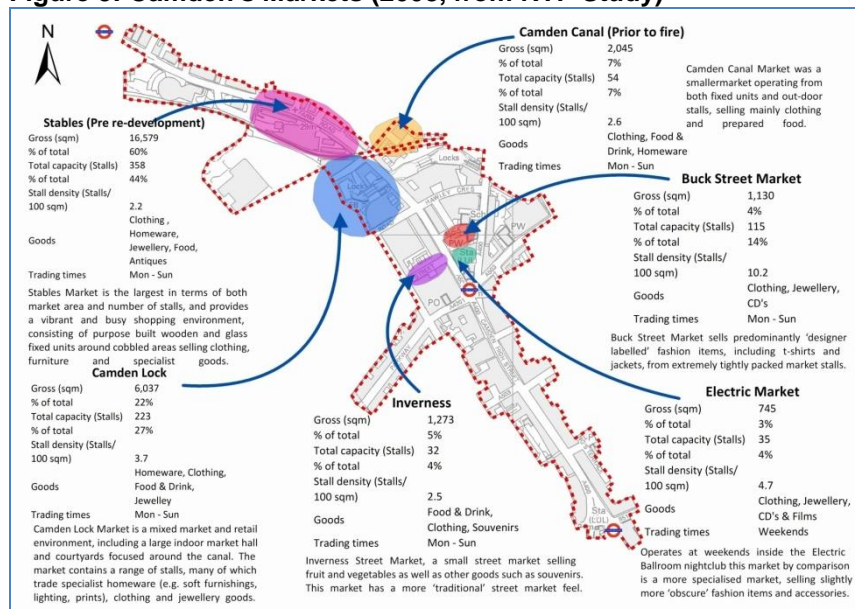 Figure 3: Camden's Markets (2008, from NTP Study)
N
Camden Canal (Prior to fire)
Gross (sqm) 2,045
% of total 7%
Total capacity (Stalls) 54
% of total 7%
Stall density (Stalls/
100 sqm) 2.6
Goods Clothing, Food &
Drink, Homeware
Trading times Mon - Sun
Camden Canal Market was a
smallermarket operating from
both fixed units and out-door
stalls, selling mainly clothing
and prepared food.
Stables (Pre re-development)
Gross (sqm) 16,579
% of total 60%
Total capacity (Stalls) 358
% of total 44%
Stall density (Stalls/
100 sqm) 2.2
Clothing ,
Homeware,
Goods Jewellery, Food,
Antiques
Trading times Mon - Sun
Stables Market is the largest in terms of both
market area and number of stalls, and provides
a vibrant and busy shopping environment,
consisting of purpose built wooden and glass
fixed units around cobbled areas selling clothing,
furniture and specialist goods.
Buck Street Market
Gross (sqm) 1,130
% of total 4%
Total capacity (Stalls) 115
% of total 14%
Stall density (Stalls/
100 sqm) 10.2
Goods Clothing, Jewellery,
CD's
Trading times Mon - Sun
Buck Street Market sells predominantly 'designer
labelled' fashion items, including t-shirts and
jackets, from extremely tightly packed market stalls.
Camden Lock
Gross (sqm) 6,037
% of total 22%
Total capacity (Stalls) 223
% of total 27%
Stall density (Stalls/
100 sqm) 3.7
Homeware, Clothing,
Goods Food & Drink,
Jewelley
Trading times Mon - Sun
Camden Lock Market is a mixed market and retail
environment, including a large indoor market hall
and courtyards focused around the canal. The
market contains a range of stalls, many of which
trade specialist homeware (e.g. soft furnishings,
lighting, prints), clothing and jewellery goods.
Inverness
Gross (sqm) 1,273
% of total 5%
Total capacity (Stalls) 32
% of total 4%
Stall density (Stalls/
100 sqm) 2.5
Goods Food & Drink,
Clothing, Souvenirs
Trading times Mon - Sun
Inverness Street Market, a small street market selling
fruit and vegetables as well as other goods such as souvenirs.
This market has a more 'traditional' street market feel.
Electric Market
Gross (sqm) 745
% of total 3%
Total capacity (Stalls) 35
% of total 4%
Stall density (Stalls/
100 sqm) 4.7
Goods Clothing, Jewellery,
CD's & Films
Trading times Weekends
Operates at weekends inside the Electric
Ballroom nightclub this market by comparison
is a more specialised market, selling slightly
more 'obscure' fashion items and accessories.
Locks
Lock
HAWLEY CRES
PW
PW
Sta
PO
Sta